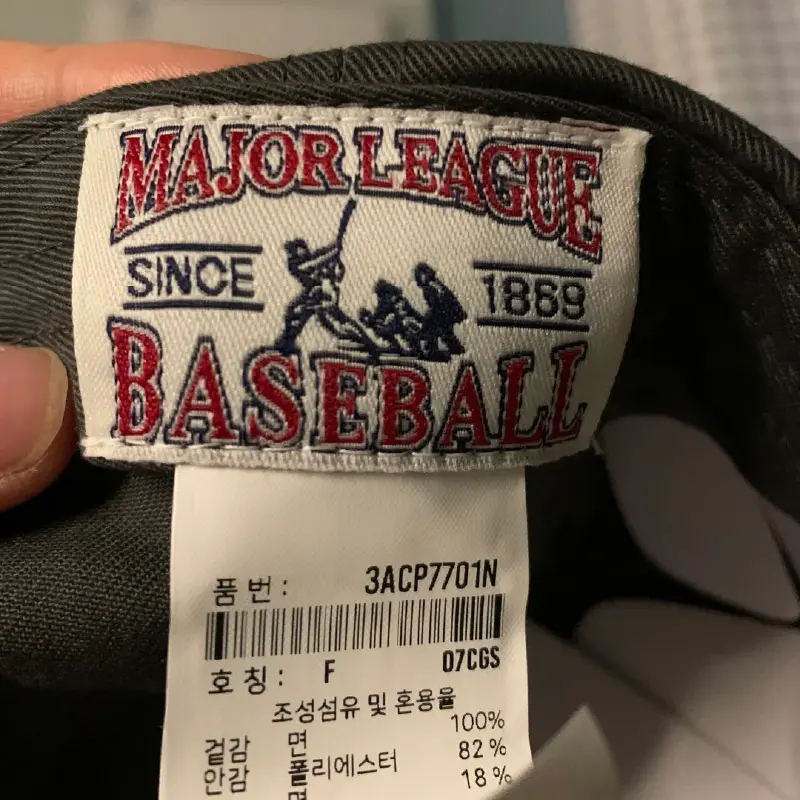 MAJOR LEAGUE
SINCE 1869
BASEBALL
품번: 3ACP7701N
호칭: F 07CGS
조성섬유 및 혼용율
겉감 면 100%
안감 폴리에스터 82%
면 18%